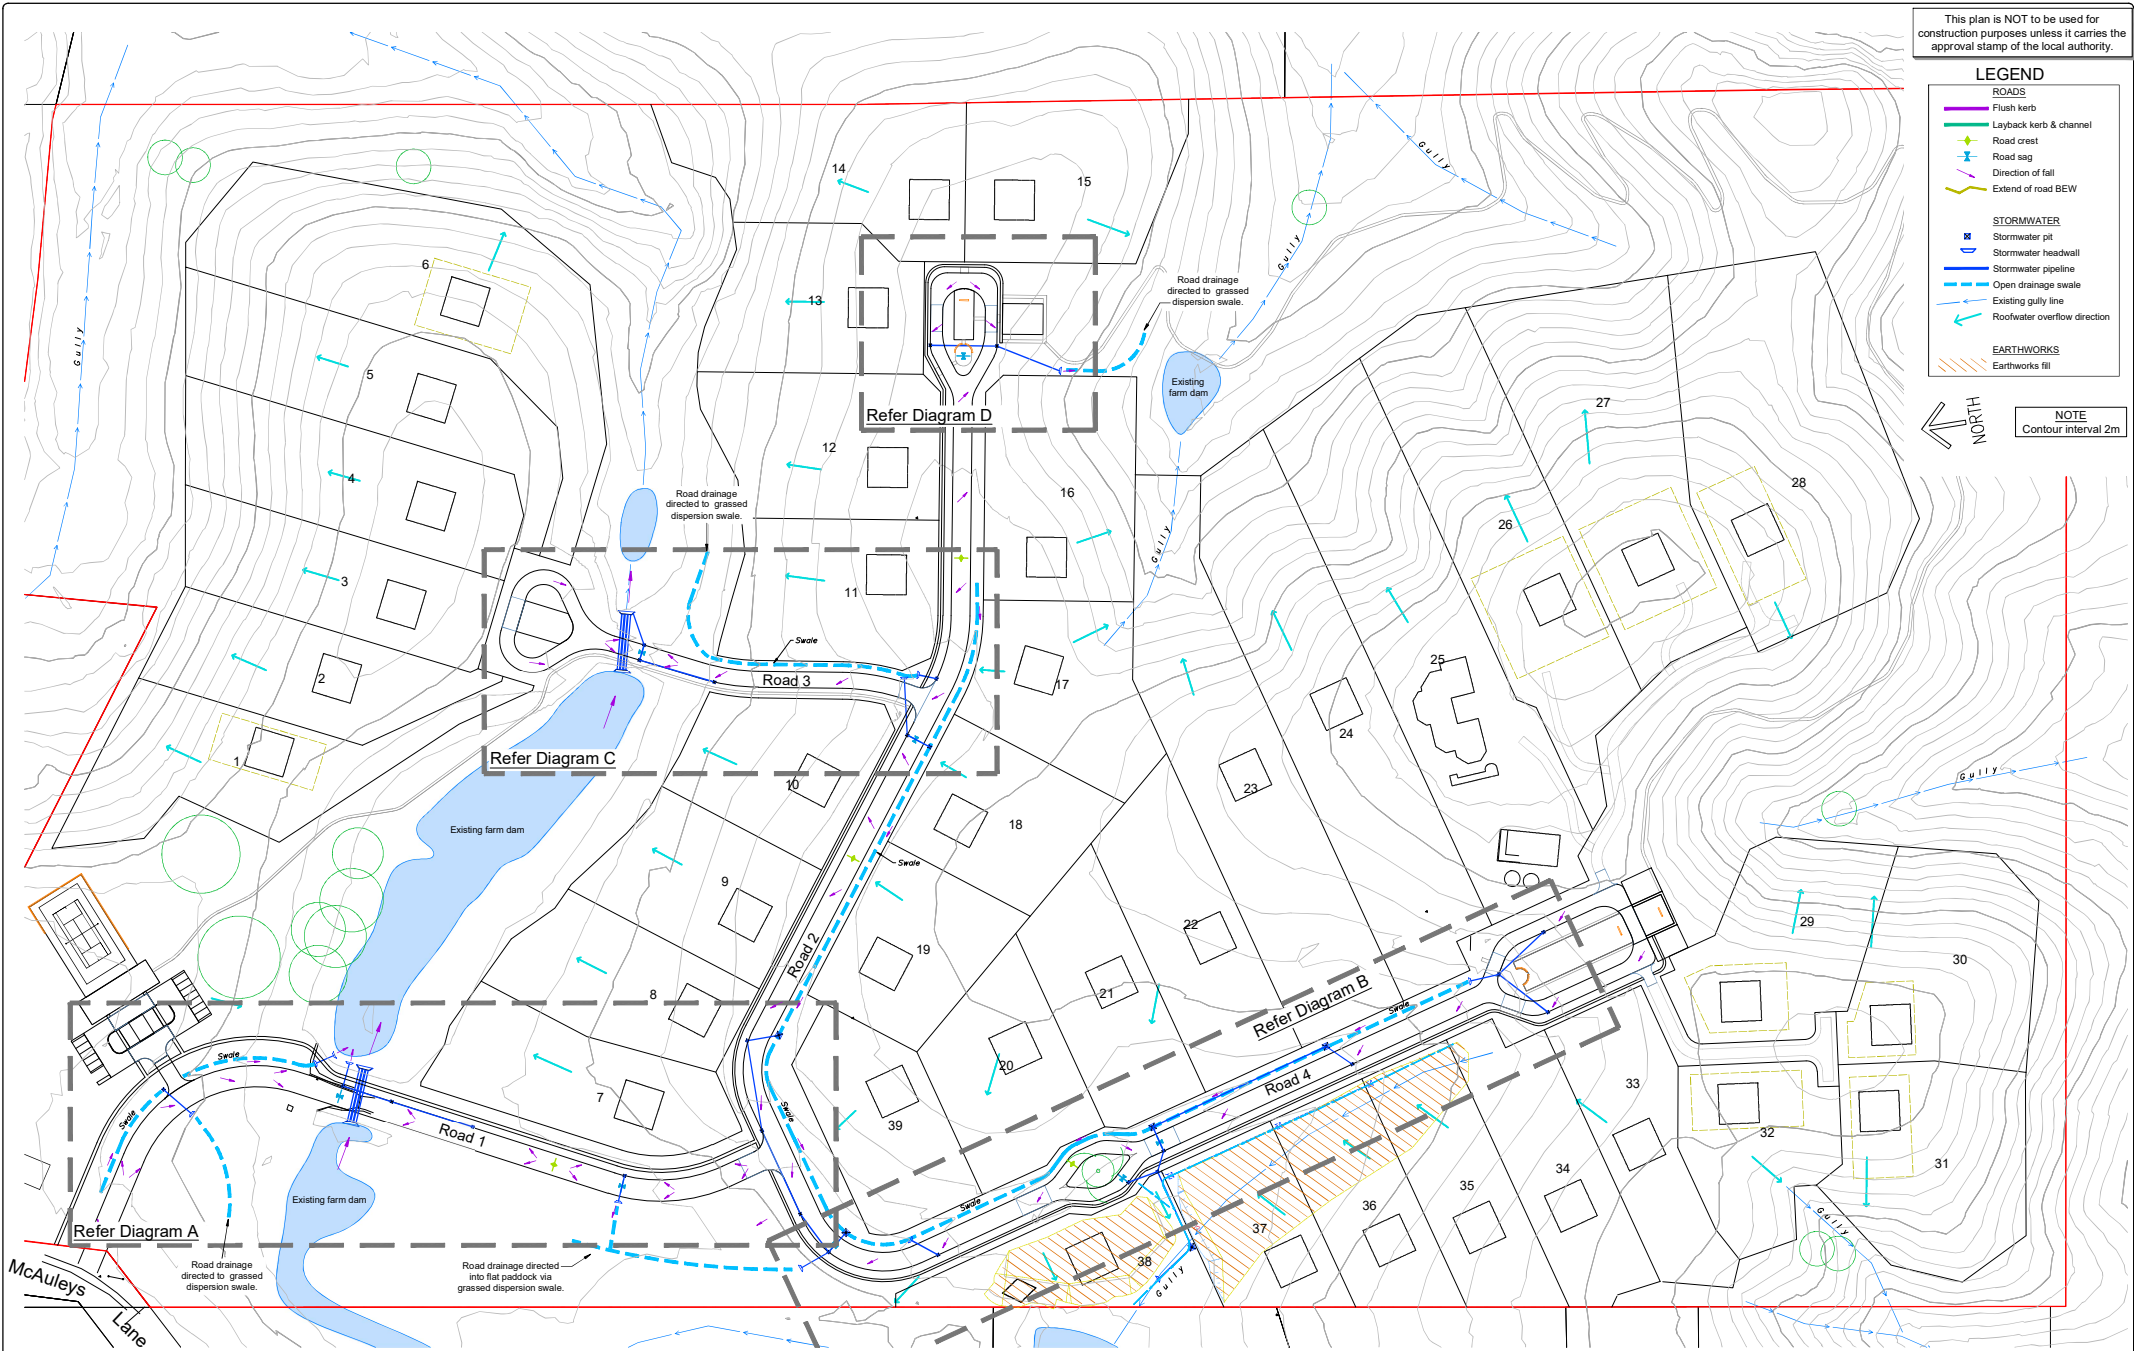 This plan is NOT to be used for
construction purposes unless it carries the
approval stamp of the local authority.
LEGEND
ROADS
Flush kerb
Layback kerb & channel
Road crest
Road sag
Direction of fall
Extend of road BEW
STORMWATER
Stormwater pit
Stormwater headwall
Stormwater pipeline
Open drainage swale
Existing gully line
Roofwater overflow direction
EARTHWORKS
Earthworks fill
NORTH
NOTE
Contour interval 2m
Gully
Gully
Gully
14
15
6
13
Road drainage
directed to grassed
dispersion swale.
5
Existing
farm dam
Refer Diagram D
27
12
4
28
16
Road drainage
directed to grassed
dispersion swale.
26
Gully
3
11
Swale
25
2
Road 3
17
24
1
Refer Diagram C
10
23
Gully
Existing farm dam
18
Swale
9
22
29
19
Road 2
30
8
21
Refer Diagram B
Swale
Swale
20
Road 4
33
7
Swale
Swale
39
Road 1
32
31
34
35
Existing farm dam
36
Swale
37
Gully
Refer Diagram A
38
McAuleys
Lane
Road drainage
directed to grassed
dispersion swale.
Road drainage directed
into flat paddock via
grassed dispersion swale.
Gully